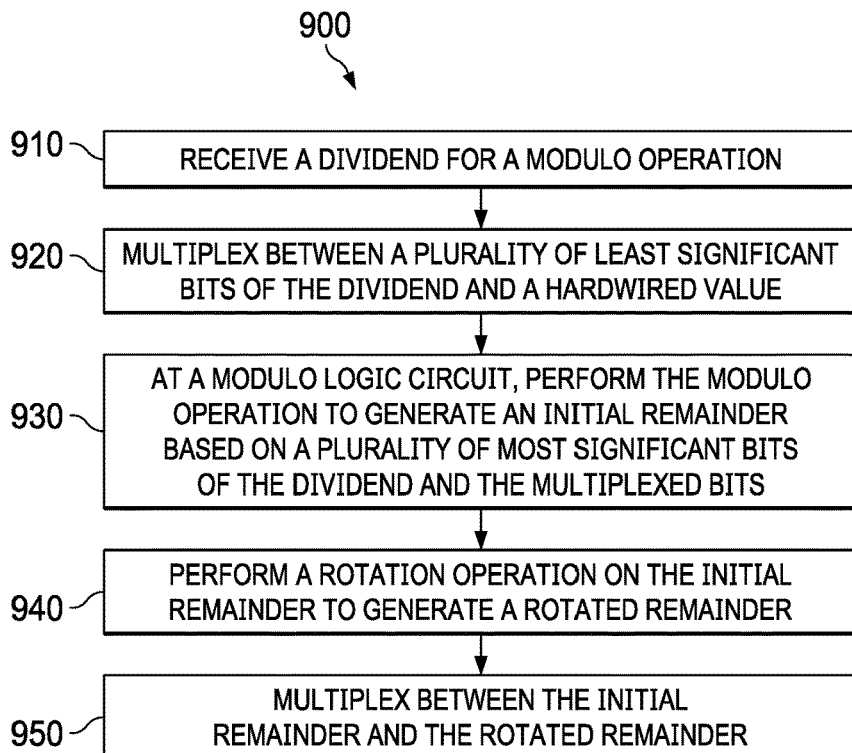 900
910
RECEIVE A DIVIDEND FOR A MODULO OPERATION
920
MULTIPLEX BETWEEN A PLURALITY OF LEAST SIGNIFICANT
BITS OF THE DIVIDEND AND A HARDWIRED VALUE
930
AT A MODULO LOGIC CIRCUIT, PERFORM THE MODULO
OPERATION TO GENERATE AN INITIAL REMAINDER
BASED ON A PLURALITY OF MOST SIGNIFICANT BITS
OF THE DIVIDEND AND THE MULTIPLEXED BITS
940
PERFORM A ROTATION OPERATION ON THE INITIAL
REMAINDER TO GENERATE A ROTATED REMAINDER
950
MULTIPLEX BETWEEN THE INITIAL
REMAINDER AND THE ROTATED REMAINDER